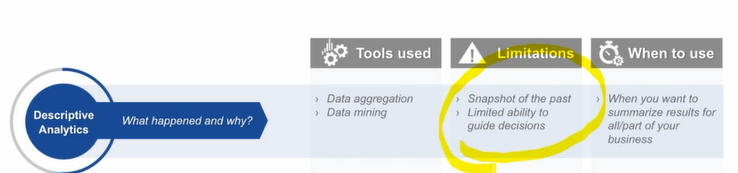 Tools used
Limitations
When to use
Descriptive
Analytics
What happened and why?
› Data aggregation
› Data mining
› Snapshot of the past
› Limited ability to
guide decisions
› When you want to
summarize results for
all/part of your
business